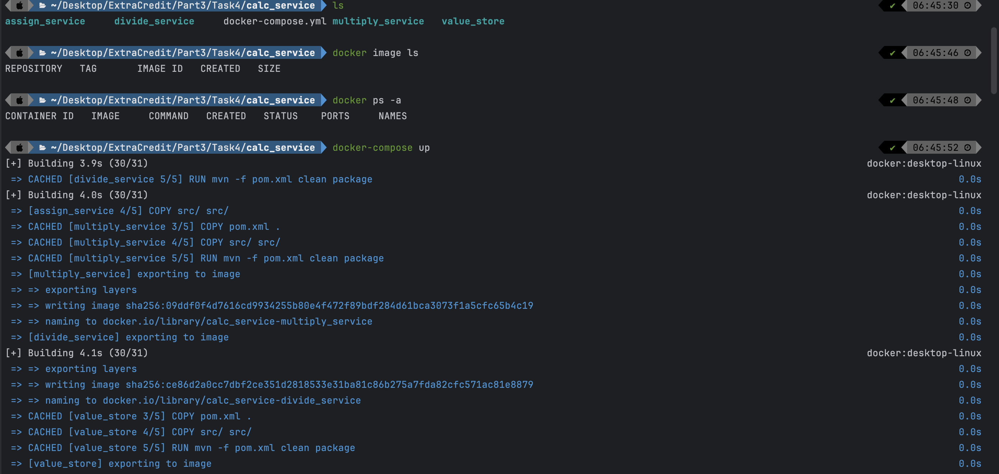 ~/Desktop/ExtraCredit/Part3/Task4/calc_service ls ✔ 06:45:30
assign_service divide_service docker-compose.yml multiply_service value_store
~/Desktop/ExtraCredit/Part3/Task4/calc_service docker image ls ✔ 06:45:46
REPOSITORY TAG IMAGE ID CREATED SIZE
~/Desktop/ExtraCredit/Part3/Task4/calc_service docker ps -a ✔ 06:45:48
CONTAINER ID IMAGE COMMAND CREATED STATUS PORTS NAMES
~/Desktop/ExtraCredit/Part3/Task4/calc_service docker-compose up ✔ 06:45:52
[+] Building 3.9s (30/31) docker:desktop-linux
=> CACHED [divide_service 5/5] RUN mvn -f pom.xml clean package 0.0s
[+] Building 4.0s (30/31) docker:desktop-linux
=> [assign_service 4/5] COPY src/ src/ 0.0s
=> CACHED [multiply_service 3/5] COPY pom.xml . 0.0s
=> CACHED [multiply_service 4/5] COPY src/ src/ 0.0s
=> CACHED [multiply_service 5/5] RUN mvn -f pom.xml clean package 0.0s
=> [multiply_service] exporting to image 0.0s
=> => exporting layers 0.0s
=> => writing image sha256:09ddf0f4d7616cd9934255b80e4f472f89bdf284d61bca3073f1a5cfc65b4c19 0.0s
=> => naming to docker.io/library/calc_service-multiply_service 0.0s
=> [divide_service] exporting to image 0.0s
[+] Building 4.1s (30/31) docker:desktop-linux
=> => exporting layers 0.0s
=> => writing image sha256:ce86d2a0cc7dbf2ce351d2818533e31ba81c86b275a7fda82cfc571ac81e8879 0.0s
=> => naming to docker.io/library/calc_service-divide_service 0.0s
=> CACHED [value_store 3/5] COPY pom.xml . 0.0s
=> CACHED [value_store 4/5] COPY src/ src/ 0.0s
=> CACHED [value_store 5/5] RUN mvn -f pom.xml clean package 0.0s
=> [value_store] exporting to image 0.0s